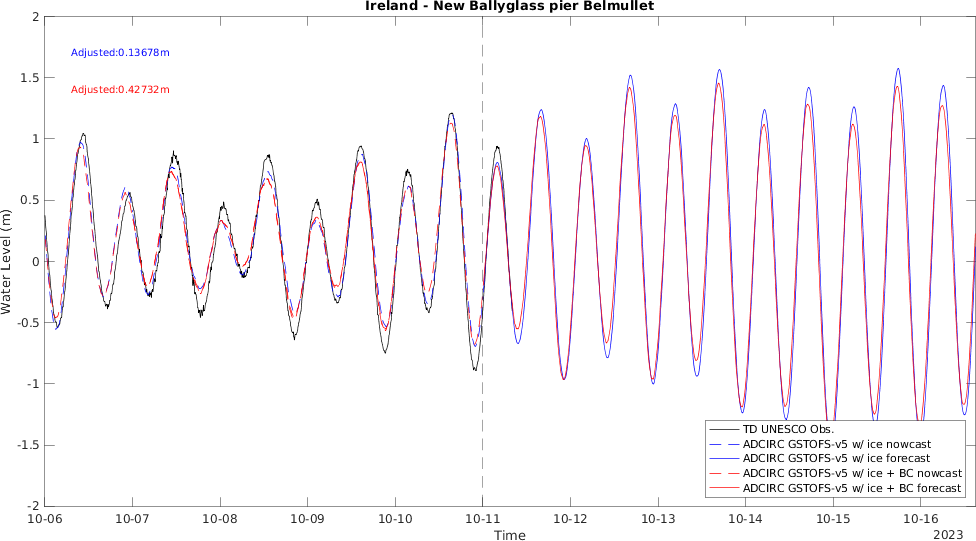 Ireland - New Ballyglass pier Belmullet
Adjusted:0.13678m
Adjusted:0.42732m
Water Level (m)
2
1.5
1
0.5
0
-0.5
-1
-1.5
-2
TD UNESCO Obs.
ADCIRC GSTOFS-v5 w/ ice nowcast
ADCIRC GSTOFS-v5 w/ ice forecast
ADCIRC GSTOFS-v5 w/ ice + BC nowcast
ADCIRC GSTOFS-v5 w/ ice + BC forecast
10-06 10-07 10-08 10-09 10-10 10-11 10-12 10-13 10-14 10-15 10-16
Time
2023